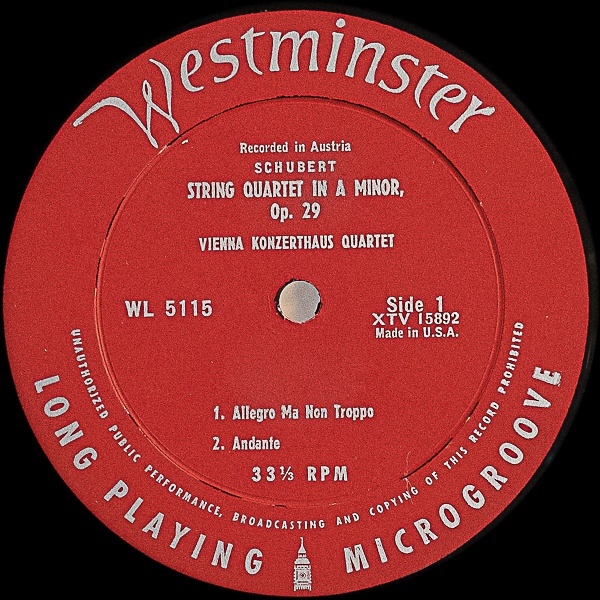 Westminster
Recorded in Austria
SCHUBERT
STRING QUARTET IN A MINOR,
Op. 29
VIENNA KONZERTHAUS QUARTET
WL 5115
Side 1
XTV 15892
Made in U.S.A.
1. Allegro Ma Non Troppo
2. Andante
33⅓ RPM
UNAUTHORIZED PUBLIC PERFORMANCE, BROADCASTING AND COPYING OF THIS RECORD PROHIBITED
LONG PLAYING MICROGROOVE